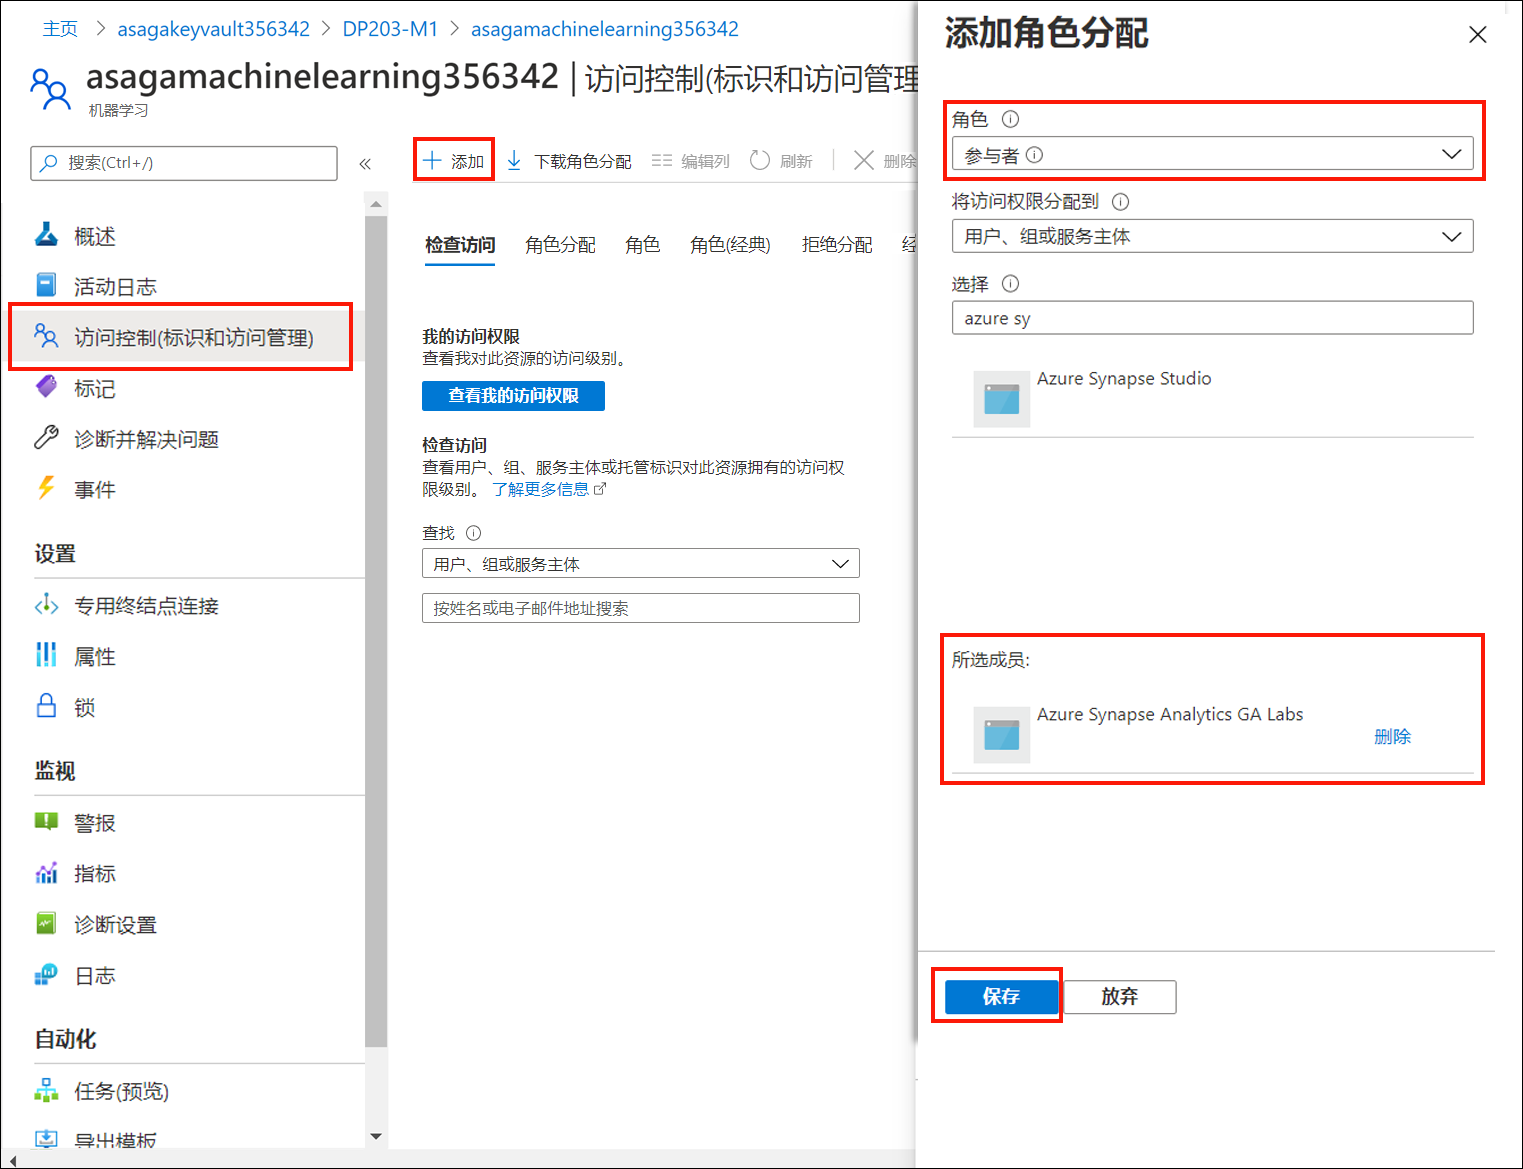 主页 > asagakeyvault356342 > DP203-M1 > asagamachinelearning356342
asagamachinelearning356342 | 访问控制(标识和访问管理
机器学习
搜索(Ctrl+/)
«
概述
活动日志
访问控制(标识和访问管理)
标记
诊断并解决问题
事件
设置
专用终结点连接
属性
锁
监视
警报
指标
诊断设置
日志
自动化
任务(预览)
导出模板
添加 下载角色分配 编辑列 刷新 删除
检查访问 角色分配 角色 角色(经典) 拒绝分配 经
我的访问权限
查看我对此资源的访问级别。
查看我的访问权限
检查访问
查看用户、组、服务主体或托管标识对此资源拥有的访问权
限级别。 了解更多信息
查找
用户、组或服务主体
按姓名或电子邮件地址搜索
添加角色分配
角色
参与者
将访问权限分配到
用户、组或服务主体
选择
azure sy
Azure Synapse Studio
所选成员:
Azure Synapse Analytics GA Labs
删除
保存 放弃